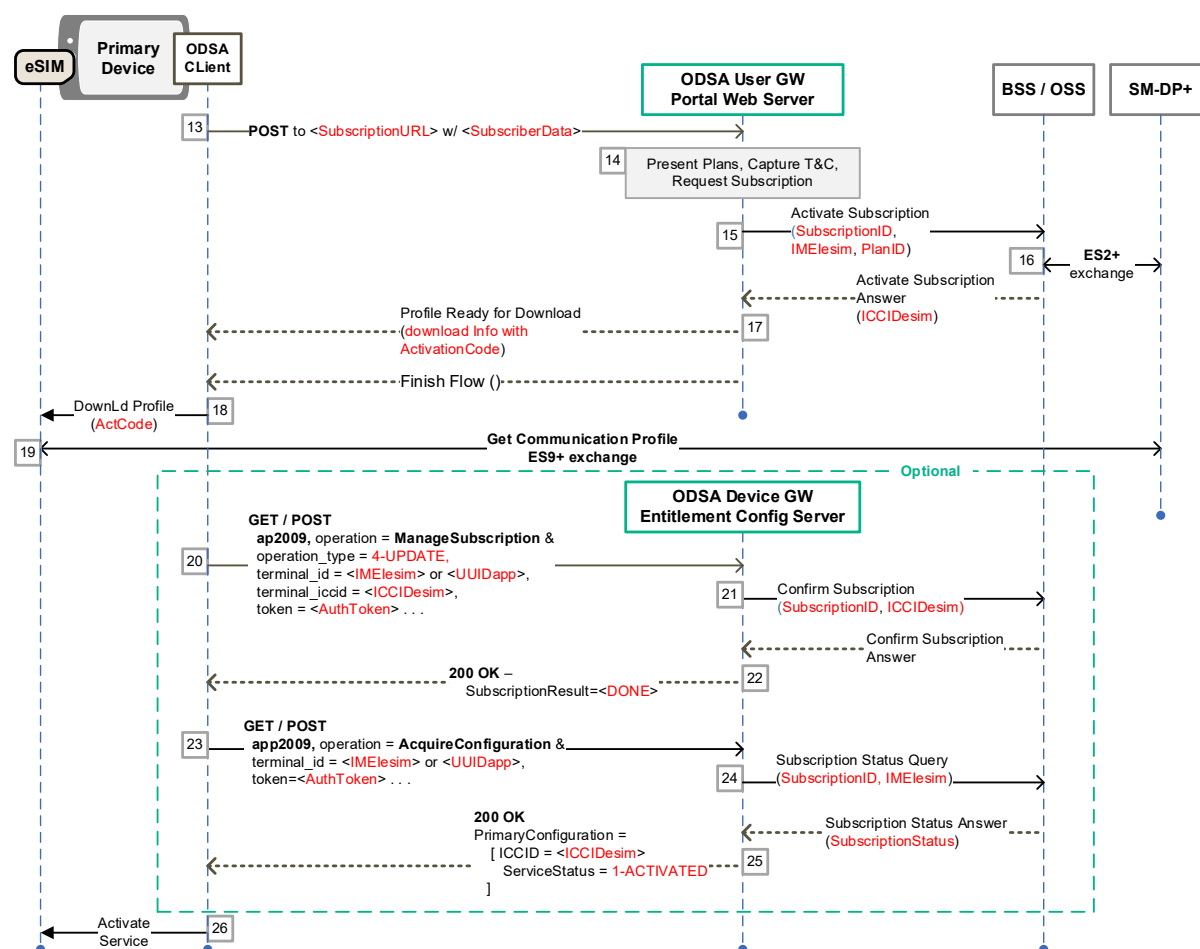 Primary
Device
eSIM
ODSA
CLient
ODSA User GW
Portal Web Server
BSS / OSS
SM-DP+
13
POST to <SubscriptionURL> w/ <SubscriberData>
14
Present Plans, Capture T&C,
Request Subscription
15
Activate Subscription
(SubscriptionID,
IMEIesim, PlanID)
16
ES2+
exchange
Activate Subscription
Answer
(ICCIDesim)
17
Profile Ready for Download
(download Info with
ActivationCode)
Finish Flow ()
18
DownLd Profile
(ActCode)
19
Get Communication Profile
ES9+ exchange
Optional
ODSA Device GW
Entitlement Config Server
20
GET / POST
ap2009, operation = ManageSubscription &
operation_type = 4-UPDATE,
terminal_id = <IMEIesim> or <UUIDapp>,
terminal_iccid = <ICCIDesim>,
token = <AuthToken> . . .
21
Confirm Subscription
(SubscriptionID, ICCIDesim)
Confirm Subscription
Answer
22
200 OK –
SubscriptionResult=<DONE>
23
GET / POST
app2009, operation = AcquireConfiguration &
terminal_id = <IMEIesim> or <UUIDapp>,
token=<AuthToken> . . .
24
Subscription Status Query
(SubscriptionID, IMEIesim)
Subscription Status Answer
(SubscriptionStatus)
25
200 OK
PrimaryConfiguration =
[ ICCID = <ICCIDesim>
ServiceStatus = 1-ACTIVATED
]
26
Activate
Service